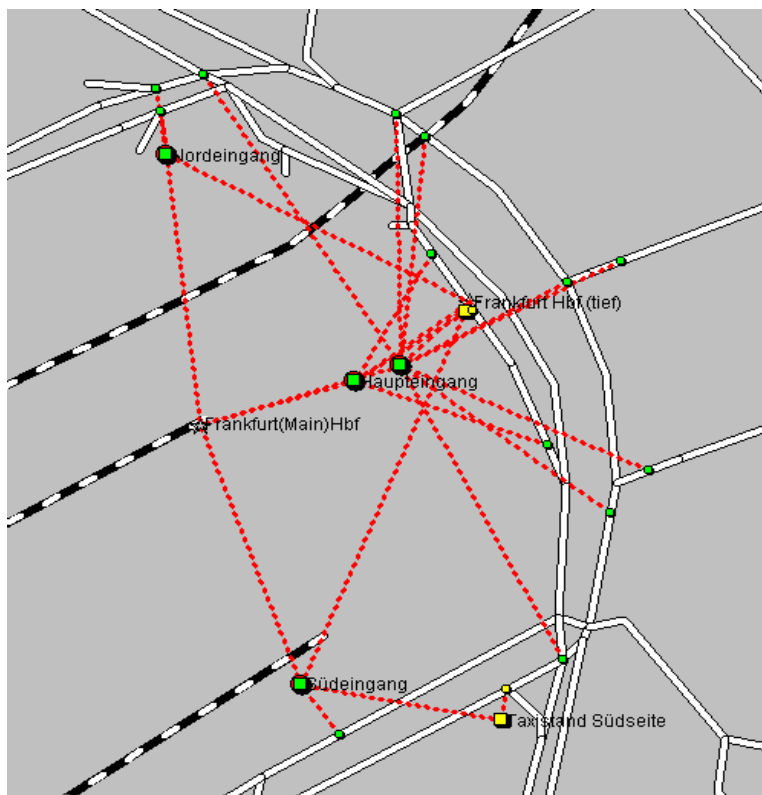 Nordeingang
Frankfurt Hbf (tief)
Haupteingang
Frankfurt(Main)Hbf
Südeingang
Taxistand Südseite